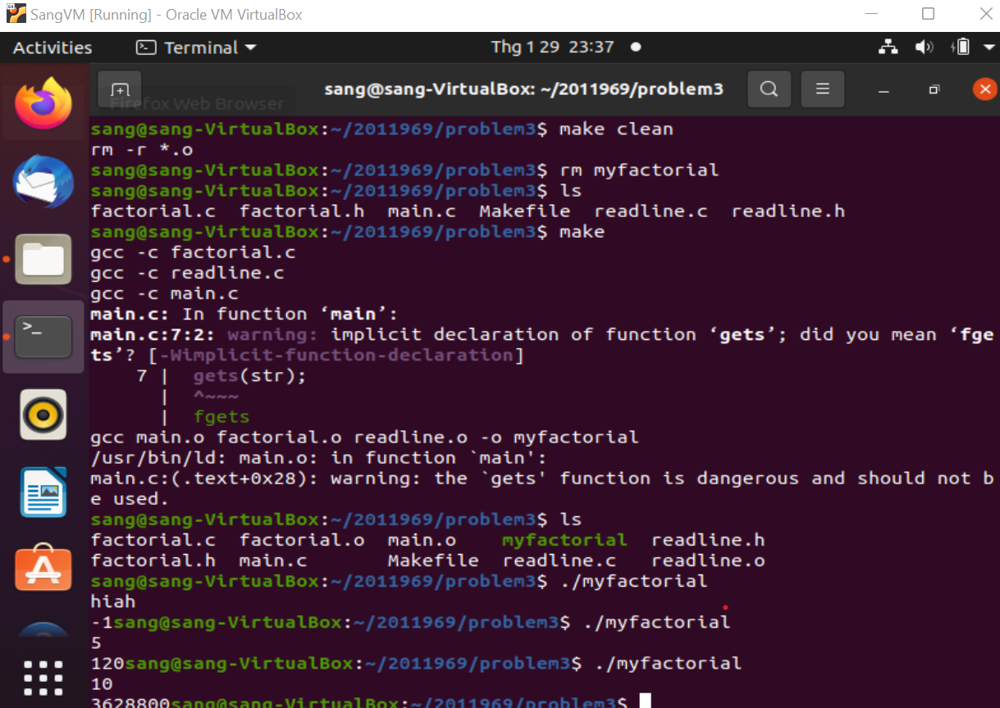 SangVM [Running] - Oracle VM VirtualBox
Activities Terminal Thg 1 29 23:37
sang@sang-VirtualBox: ~/2011969/problem3
Firefox Web Browser
sang@sang-VirtualBox:~/2011969/problem3$ make clean
rm -r *.o
sang@sang-VirtualBox:~/2011969/problem3$ rm myfactorial
sang@sang-VirtualBox:~/2011969/problem3$ ls
factorial.c  factorial.h  main.c  Makefile  readline.c  readline.h
sang@sang-VirtualBox:~/2011969/problem3$ make
gcc -c factorial.c
gcc -c readline.c
gcc -c main.c
main.c: In function ‘main’:
main.c:7:2: warning: implicit declaration of function ‘gets’; did you mean ‘fge
ts’? [-Wimplicit-function-declaration]
    7 |  gets(str);
      |  ^~~~
      |  fgets
gcc main.o factorial.o readline.o -o myfactorial
/usr/bin/ld: main.o: in function `main':
main.c:(.text+0x28): warning: the `gets' function is dangerous and should not b
e used.
sang@sang-VirtualBox:~/2011969/problem3$ ls
factorial.c  factorial.o  main.o    myfactorial  readline.h
factorial.h  main.c       Makefile  readline.c   readline.o
sang@sang-VirtualBox:~/2011969/problem3$ ./myfactorial
hiah
-1sang@sang-VirtualBox:~/2011969/problem3$ ./myfactorial
5
120sang@sang-VirtualBox:~/2011969/problem3$ ./myfactorial
10
3628800sang@sang-VirtualBox:~/2011969/problem3$